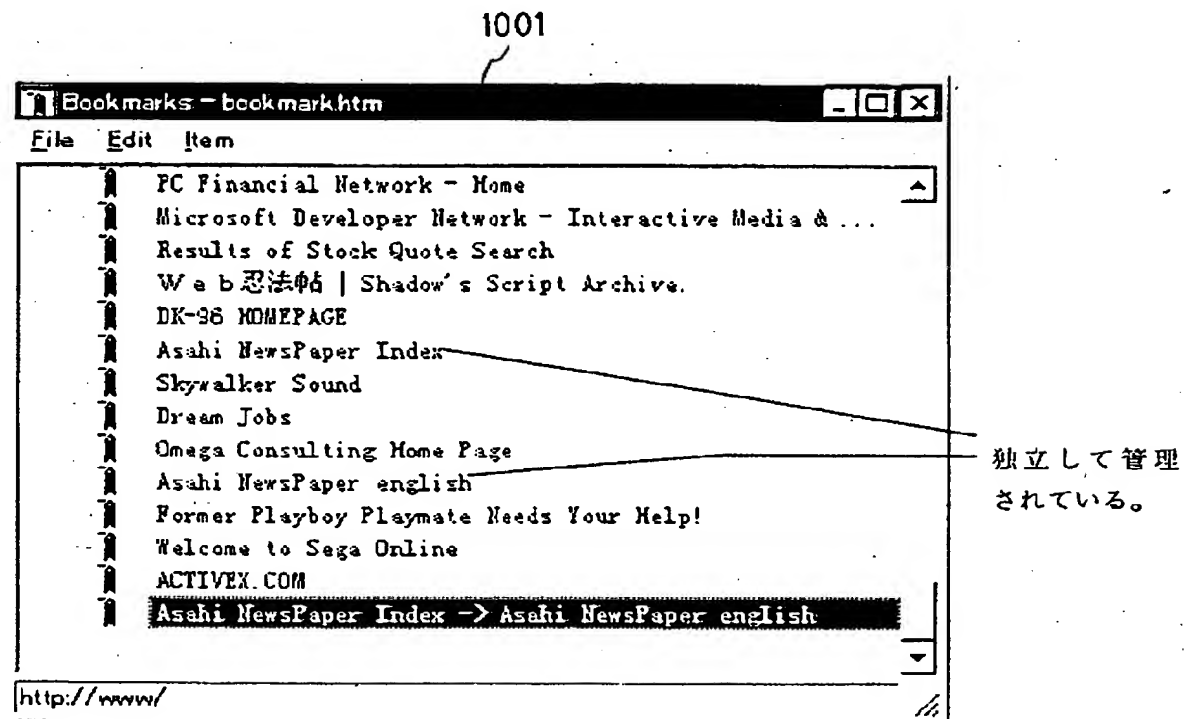 1001
Bookmarks - bookmark.htm
File Edit Item
PC Financial Network - Home
Microsoft Developer Network - Interactive Media & ...
Results of Stock Quote Search
Web忍法帖 | Shadow's Script Archive.
DK-96 HOMEPAGE
Asahi NewsPaper Index
Skywalker Sound
Dream Jobs
Omega Consulting Home Page
Asahi NewsPaper english
独立して管理
されている。
Former Playboy Playmate Needs Your Help!
Welcome to Sega Online
ACTIVEX.COM
Asahi NewsPaper Index -> Asahi NewsPaper english
http://www/